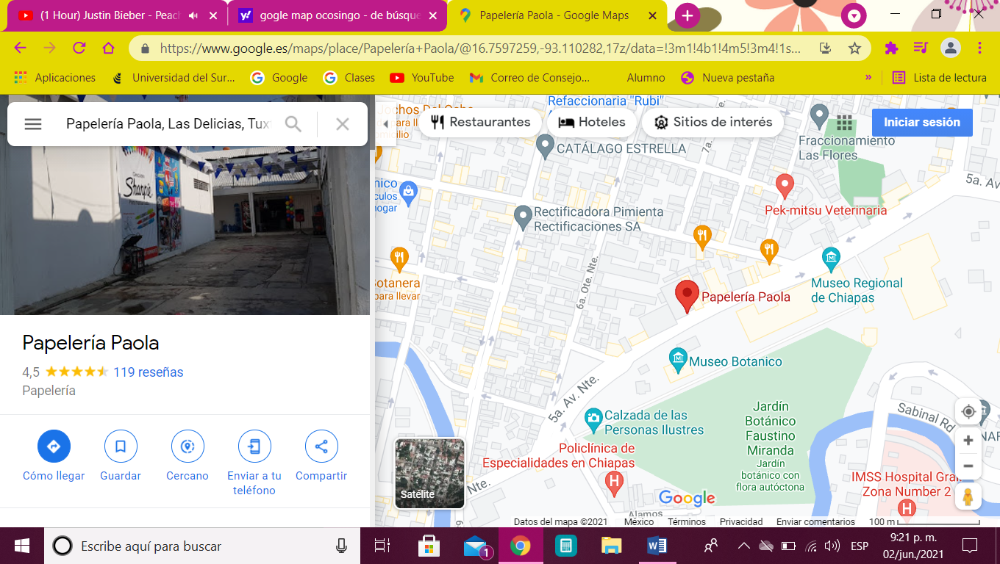 (1 Hour) Justin Bieber - Peach
gogle map ocosingo - de búsque
Papelería Paola - Google Maps
https://www.google.es/maps/place/Papelería+Paola/@16.7597259,-93.110282,17z/data=!3m1!4b1!4m5!3m4!1s...
Aplicaciones
Universidad del Sur...
Google
Clases
YouTube
Correo de Consejo...
Alumno
Nueva pestaña
»
Lista de lectura
Papelería Paola, Las Delicias, Tux
Sharpie
Papelería Paola
4,5
119 reseñas
Papelería
Cómo llegar
Guardar
Cercano
Enviar a tu
teléfono
Compartir
Restaurantes
Hoteles
Sitios de interés
Iniciar sesión
Refaccionaria "Rubi"
CATÁLAGO ESTRELLA
7a.
Fraccionamiento
Las Flores
5a. Av
nico
culos
hogar
Rectificadora Pimienta
Rectificaciones SA
Pek-mitsu Veterinaria
Botanera
para llevar
6a. Ote. Nte.
Museo Regional
de Chiapas
Papelería Paola
Museo Botanico
5a. Av. Nte.
Calzada de las
Personas Ilustres
Jardín
Botánico
Faustino
Miranda
Jardín
botánico con
flora autóctona
Sabinal Rd
Policlínica de
Especialidades en Chiapas
Nte.
IMSS Hospital Gral
Zona Number 2
Alamos
Satélite
Google
Datos del mapa ©2021
México
Términos
Privacidad
Enviar comentarios
100 m
Escribe aquí para buscar
1
ESP
9:21 p. m.
02/jun./2021